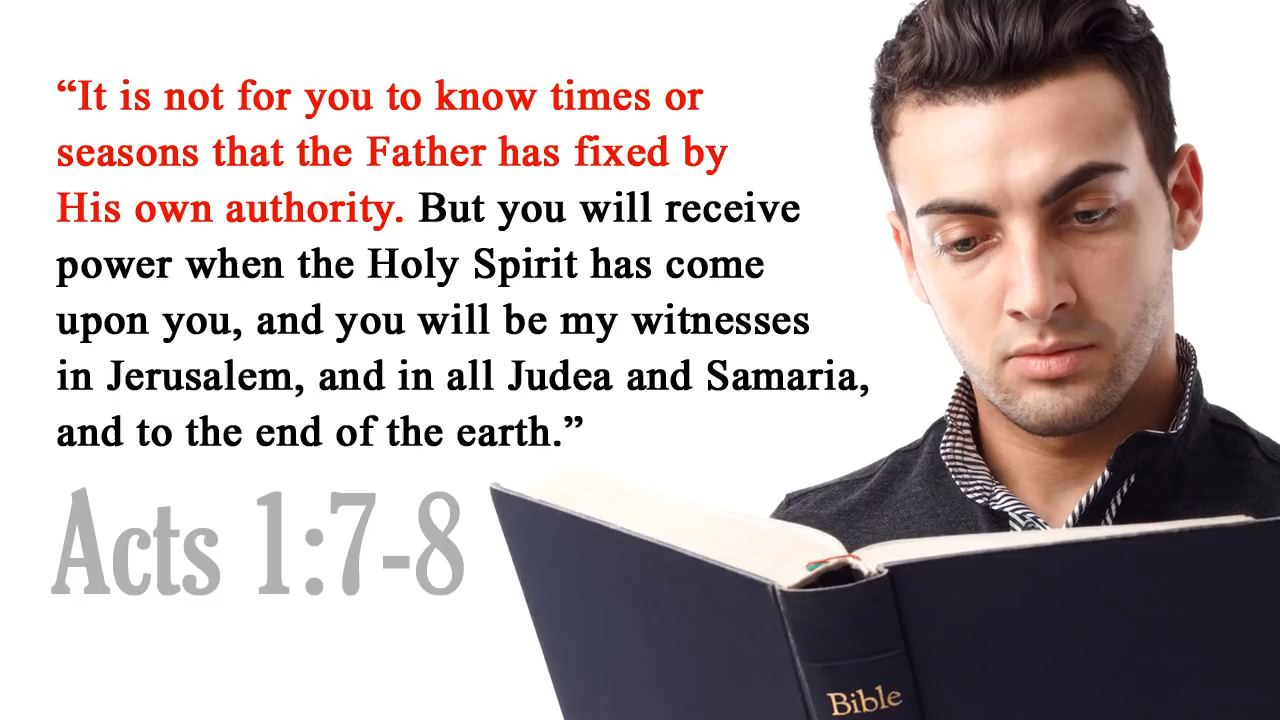 “It is not for you to know times or
seasons that the Father has fixed by
His own authority. But you will receive
power when the Holy Spirit has come
upon you, and you will be my witnesses
in Jerusalem, and in all Judea and Samaria,
and to the end of the earth.”
Acts 1:7-8
Bible